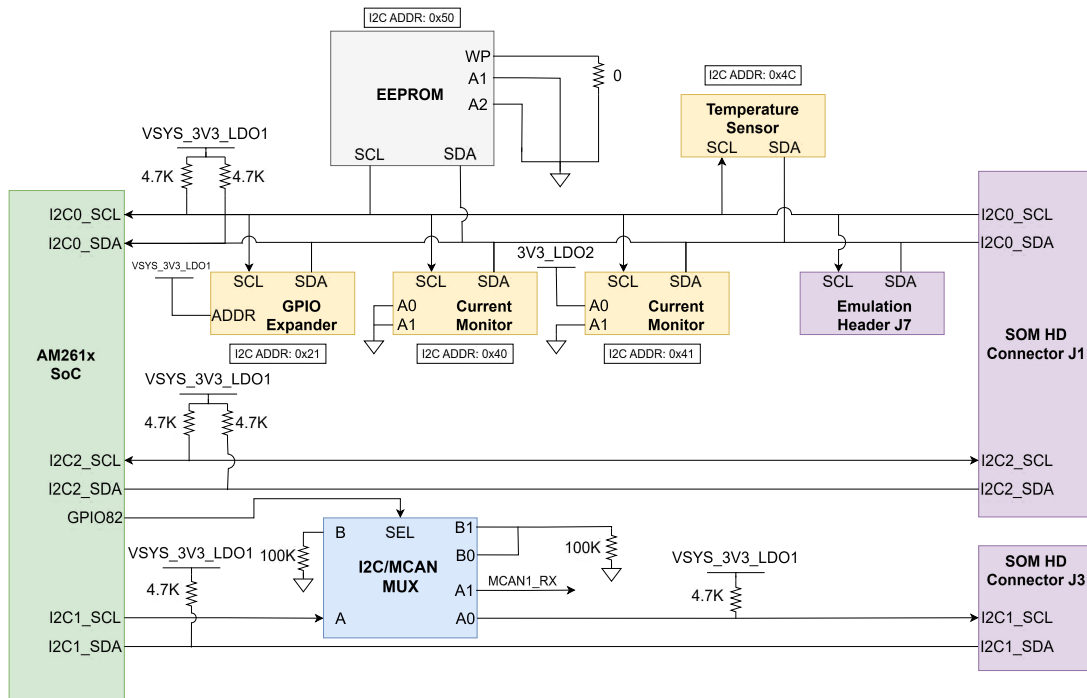 I2C ADDR: 0x50
EEPROM
WP
A1
A2
SCL
SDA
0
I2C ADDR: 0x4C
Temperature
Sensor
SCL
SDA
VSYS_3V3_LDO1
4.7K
4.7K
I2C0_SCL
I2C0_SDA
I2C0_SCL
I2C0_SDA
VSYS_3V3_LDO1
ADDR
SCL
SDA
GPIO
Expander
I2C ADDR: 0x21
SCL
SDA
A0
A1
Current
Monitor
I2C ADDR: 0x40
3V3_LDO2
SCL
SDA
A0
A1
Current
Monitor
I2C ADDR: 0x41
SCL
SDA
Emulation
Header J7
AM261x
SoC
SOM HD
Connector J1
VSYS_3V3_LDO1
4.7K
4.7K
I2C2_SCL
I2C2_SDA
I2C2_SCL
I2C2_SDA
GPIO82
B
SEL
B1
B0
A1
A0
A
I2C/MCAN
MUX
100K
100K
MCAN1_RX
VSYS_3V3_LDO1
4.7K
VSYS_3V3_LDO1
4.7K
I2C1_SCL
I2C1_SDA
SOM HD
Connector J3
I2C1_SCL
I2C1_SDA